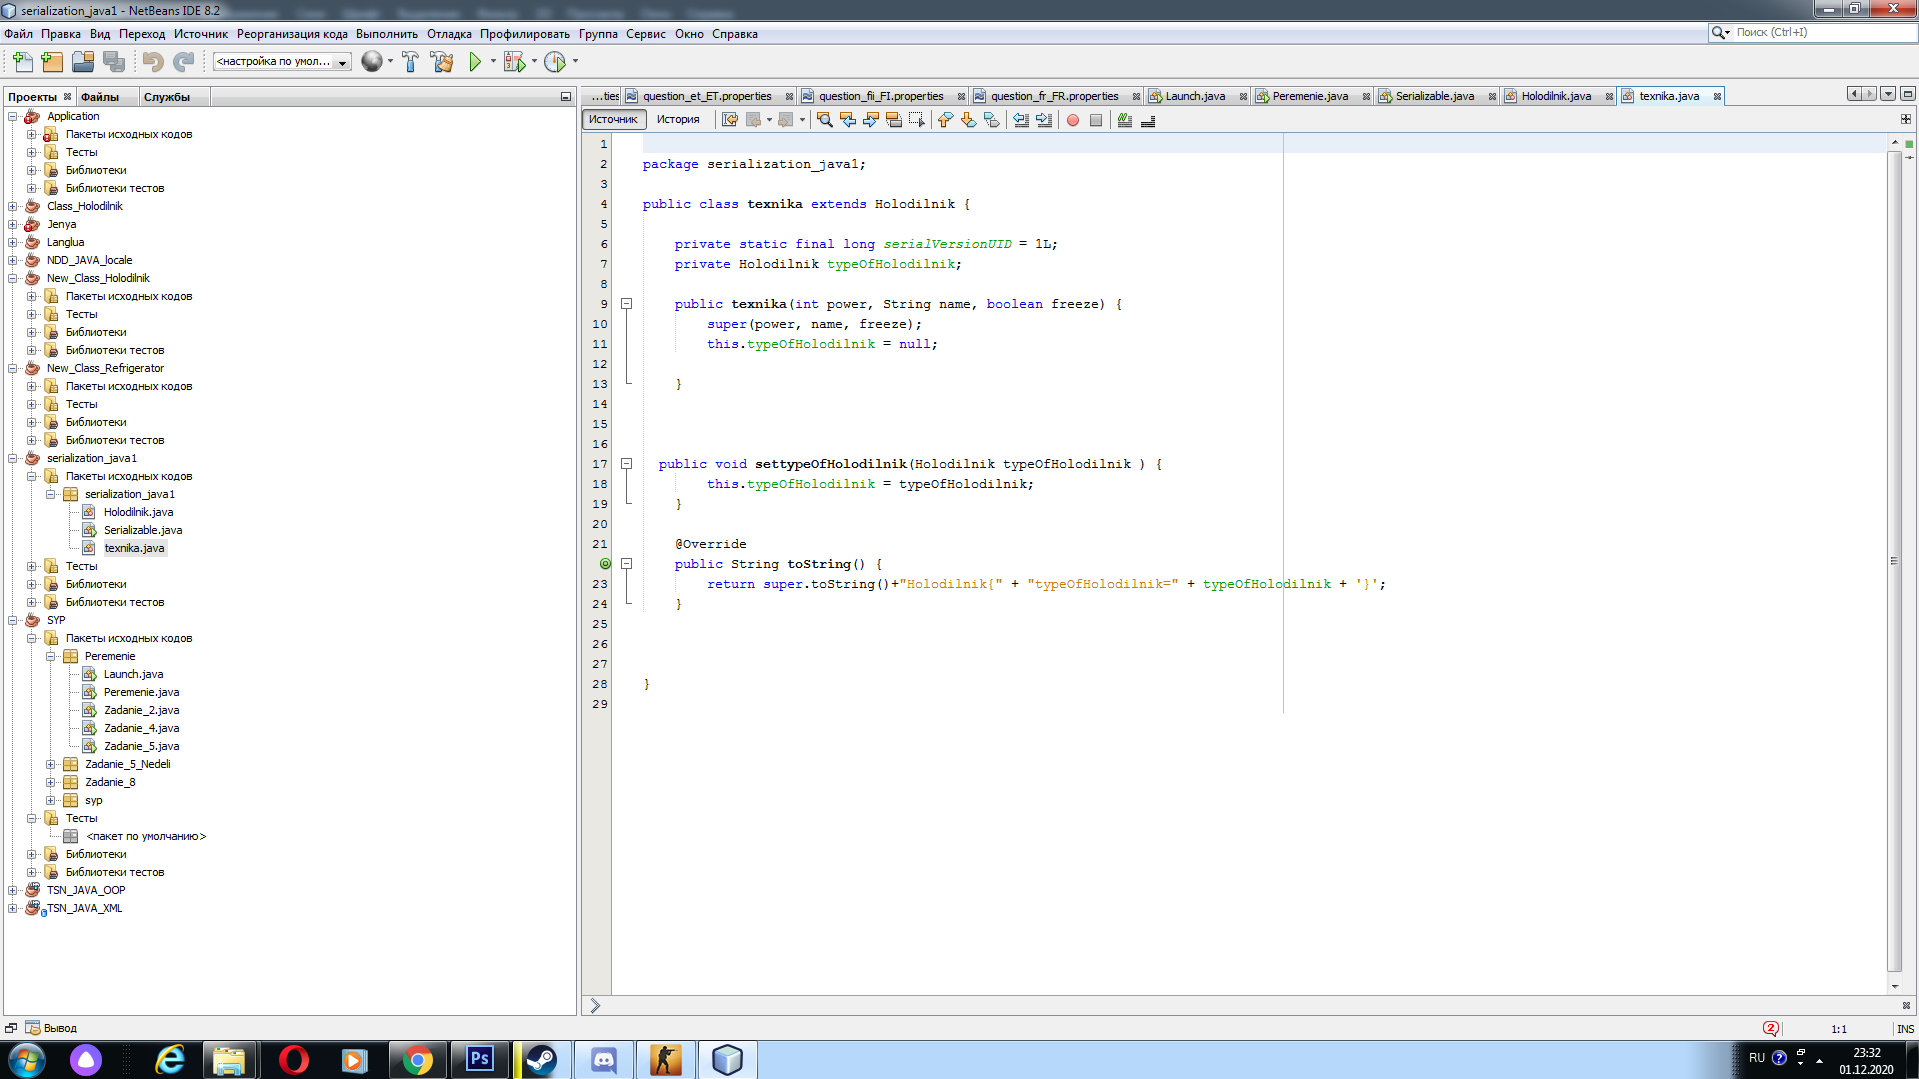 serialization_java1 - NetBeans IDE 8.2
Файл Правка Вид Переход Источник Реорганизация кода Выполнить Отладка Профилировать Группа Сервис Окно Справка
Поиск (Ctrl+I)
<настройка по умол...
Проекты Файлы Службы
...ties question_et_ET.properties question_fii_FI.properties question_fr_FR.properties Launch.java Peremenie.java Serializable.java Holodilnik.java texnika.java
Источник История
Application
Пакеты исходных кодов
Тесты
Библиотеки
Библиотеки тестов
Class_Holodilnik
Jenya
Langlua
NDD_JAVA_locale
New_Class_Holodilnik
Пакеты исходных кодов
Тесты
Библиотеки
Библиотеки тестов
New_Class_Refrigerator
Пакеты исходных кодов
Тесты
Библиотеки
Библиотеки тестов
serialization_java1
Пакеты исходных кодов
serialization_java1
Holodilnik.java
Serializable.java
texnika.java
Тесты
Библиотеки
Библиотеки тестов
SYP
Пакеты исходных кодов
Peremenie
Launch.java
Peremenie.java
Zadanie_2.java
Zadanie_4.java
Zadanie_5.java
Zadanie_5_Nedeli
Zadanie_8
syp
Тесты
<пакет по умолчанию>
Библиотеки
Библиотеки тестов
TSN_JAVA_OOP
TSN_JAVA_XML
1
2 package serialization_java1;
3
4 public class texnika extends Holodilnik {
5
6 private static final long serialVersionUID = 1L;
7 private Holodilnik typeOfHolodilnik;
8
9 public texnika(int power, String name, boolean freeze) {
10 super(power, name, freeze);
11 this.typeOfHolodilnik = null;
12
13 }
14
15
16
17 public void settypeOfHolodilnik(Holodilnik typeOfHolodilnik ) {
18 this.typeOfHolodilnik = typeOfHolodilnik;
19 }
20
21 @Override
public String toString() {
23 return super.toString()+"Holodilnik{" + "typeOfHolodilnik=" + typeOfHolodilnik + '}';
24 }
25
26
27
28 }
29
Вывод
2
1:1
INS
Ps
RU
23:32
01.12.2020